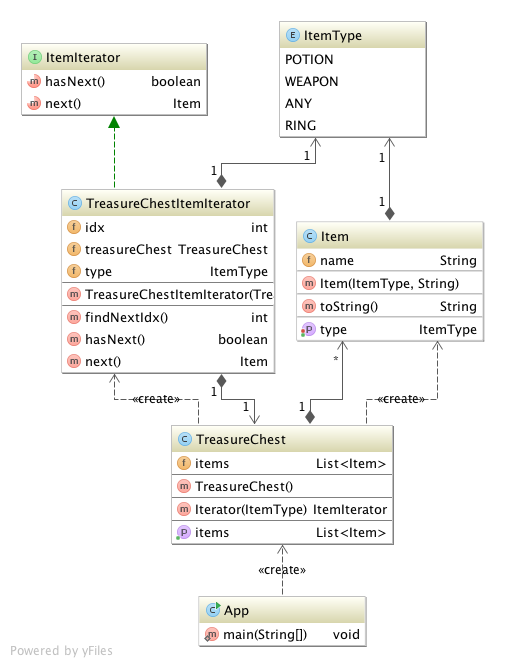 ItemIterator
hasNext() boolean
next() Item
ItemType
POTION
WEAPON
ANY
RING
1
1
1
1
TreasureChestItemIterator
idx int
treasureChest TreasureChest
type ItemType
TreasureChestItemIterator(Tre
findNextIdx() int
hasNext() boolean
next() Item
Item
name String
Item(ItemType, String)
toString() String
type ItemType
*
«create»
1
1
1
«create»
TreasureChest
items List<Item>
TreasureChest()
Iterator(ItemType) ItemIterator
items List<Item>
«create»
App
main(String[]) void
Powered by yFiles